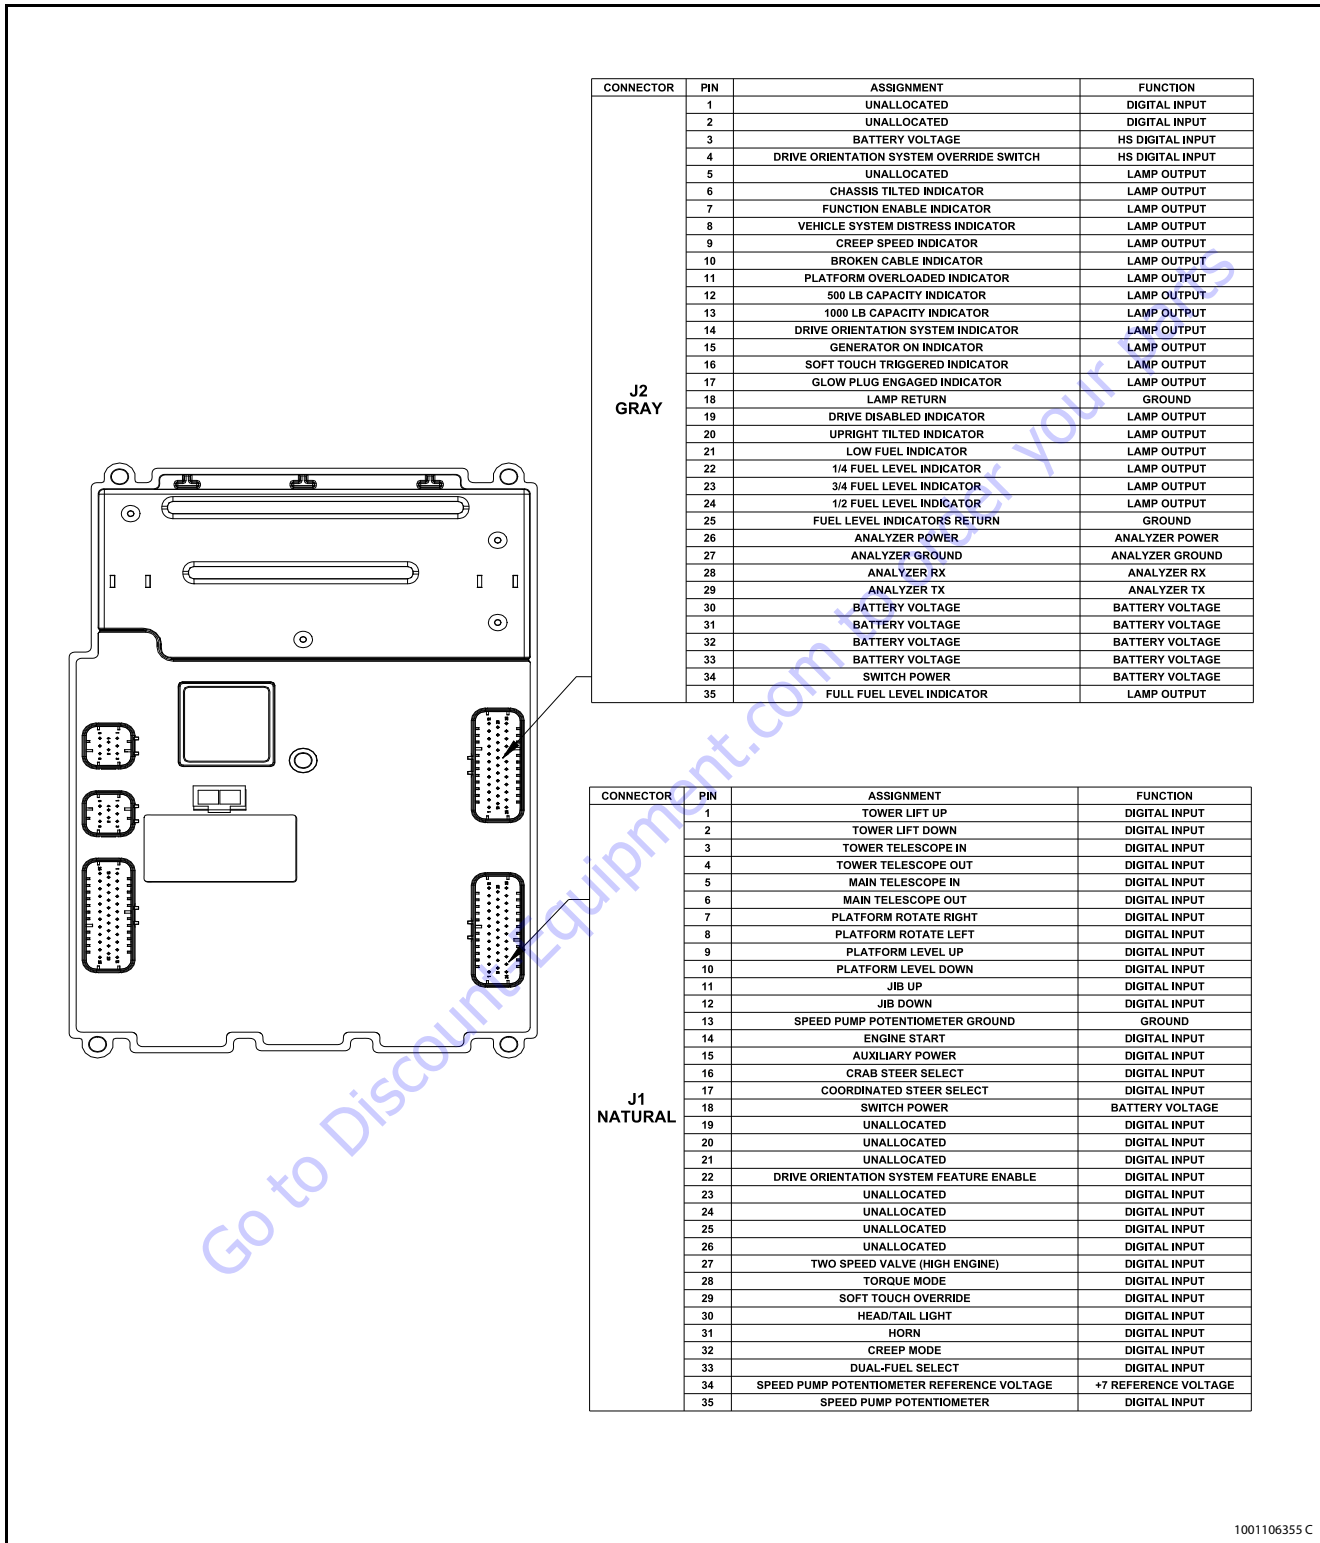 CONNECTOR PIN ASSIGNMENT FUNCTION
1 UNALLOCATED DIGITAL INPUT
2 UNALLOCATED DIGITAL INPUT
3 BATTERY VOLTAGE HS DIGITAL INPUT
4 DRIVE ORIENTATION SYSTEM OVERRIDE SWITCH HS DIGITAL INPUT
5 UNALLOCATED LAMP OUTPUT
6 CHASSIS TILTED INDICATOR LAMP OUTPUT
7 FUNCTION ENABLE INDICATOR LAMP OUTPUT
8 VEHICLE SYSTEM DISTRESS INDICATOR LAMP OUTPUT
9 CREEP SPEED INDICATOR LAMP OUTPUT
10 BROKEN CABLE INDICATOR LAMP OUTPUT
11 PLATFORM OVERLOADED INDICATOR LAMP OUTPUT
12 500 LB CAPACITY INDICATOR LAMP OUTPUT
13 1000 LB CAPACITY INDICATOR LAMP OUTPUT
14 DRIVE ORIENTATION SYSTEM INDICATOR LAMP OUTPUT
15 GENERATOR ON INDICATOR LAMP OUTPUT
16 SOFT TOUCH TRIGGERED INDICATOR LAMP OUTPUT
17 GLOW PLUG ENGAGED INDICATOR LAMP OUTPUT
J2
GRAY
18 LAMP RETURN GROUND
19 DRIVE DISABLED INDICATOR LAMP OUTPUT
20 UPRIGHT TILTED INDICATOR LAMP OUTPUT
21 LOW FUEL INDICATOR LAMP OUTPUT
22 1/4 FUEL LEVEL INDICATOR LAMP OUTPUT
23 3/4 FUEL LEVEL INDICATOR LAMP OUTPUT
24 1/2 FUEL LEVEL INDICATOR LAMP OUTPUT
25 FUEL LEVEL INDICATORS RETURN GROUND
26 ANALYZER POWER ANALYZER POWER
27 ANALYZER GROUND ANALYZER GROUND
28 ANALYZER RX ANALYZER RX
29 ANALYZER TX ANALYZER TX
30 BATTERY VOLTAGE BATTERY VOLTAGE
31 BATTERY VOLTAGE BATTERY VOLTAGE
32 BATTERY VOLTAGE BATTERY VOLTAGE
33 BATTERY VOLTAGE BATTERY VOLTAGE
34 SWITCH POWER BATTERY VOLTAGE
35 FULL FUEL LEVEL INDICATOR LAMP OUTPUT
CONNECTOR PIN ASSIGNMENT FUNCTION
1 TOWER LIFT UP DIGITAL INPUT
2 TOWER LIFT DOWN DIGITAL INPUT
3 TOWER TELESCOPE IN DIGITAL INPUT
4 TOWER TELESCOPE OUT DIGITAL INPUT
5 MAIN TELESCOPE IN DIGITAL INPUT
6 MAIN TELESCOPE OUT DIGITAL INPUT
7 PLATFORM ROTATE RIGHT DIGITAL INPUT
8 PLATFORM ROTATE LEFT DIGITAL INPUT
9 PLATFORM LEVEL UP DIGITAL INPUT
10 PLATFORM LEVEL DOWN DIGITAL INPUT
11 JIB UP DIGITAL INPUT
12 JIB DOWN DIGITAL INPUT
13 SPEED PUMP POTENTIOMETER GROUND GROUND
14 ENGINE START DIGITAL INPUT
15 AUXILIARY POWER DIGITAL INPUT
16 CRAB STEER SELECT DIGITAL INPUT
17 COORDINATED STEER SELECT DIGITAL INPUT
J1
NATURAL
18 SWITCH POWER BATTERY VOLTAGE
19 UNALLOCATED DIGITAL INPUT
20 UNALLOCATED DIGITAL INPUT
21 UNALLOCATED DIGITAL INPUT
22 DRIVE ORIENTATION SYSTEM FEATURE ENABLE DIGITAL INPUT
23 UNALLOCATED DIGITAL INPUT
24 UNALLOCATED DIGITAL INPUT
25 UNALLOCATED DIGITAL INPUT
26 UNALLOCATED DIGITAL INPUT
27 TWO SPEED VALVE (HIGH ENGINE) DIGITAL INPUT
28 TORQUE MODE DIGITAL INPUT
29 SOFT TOUCH OVERRIDE DIGITAL INPUT
30 HEAD/TAIL LIGHT DIGITAL INPUT
31 HORN DIGITAL INPUT
32 CREEP MODE DIGITAL INPUT
33 DUAL-FUEL SELECT DIGITAL INPUT
34 SPEED PUMP POTENTIOMETER REFERENCE VOLTAGE +7 REFERENCE VOLTAGE
35 SPEED PUMP POTENTIOMETER DIGITAL INPUT
Go to Discount-Equipment.com to order your parts
1001106355 C